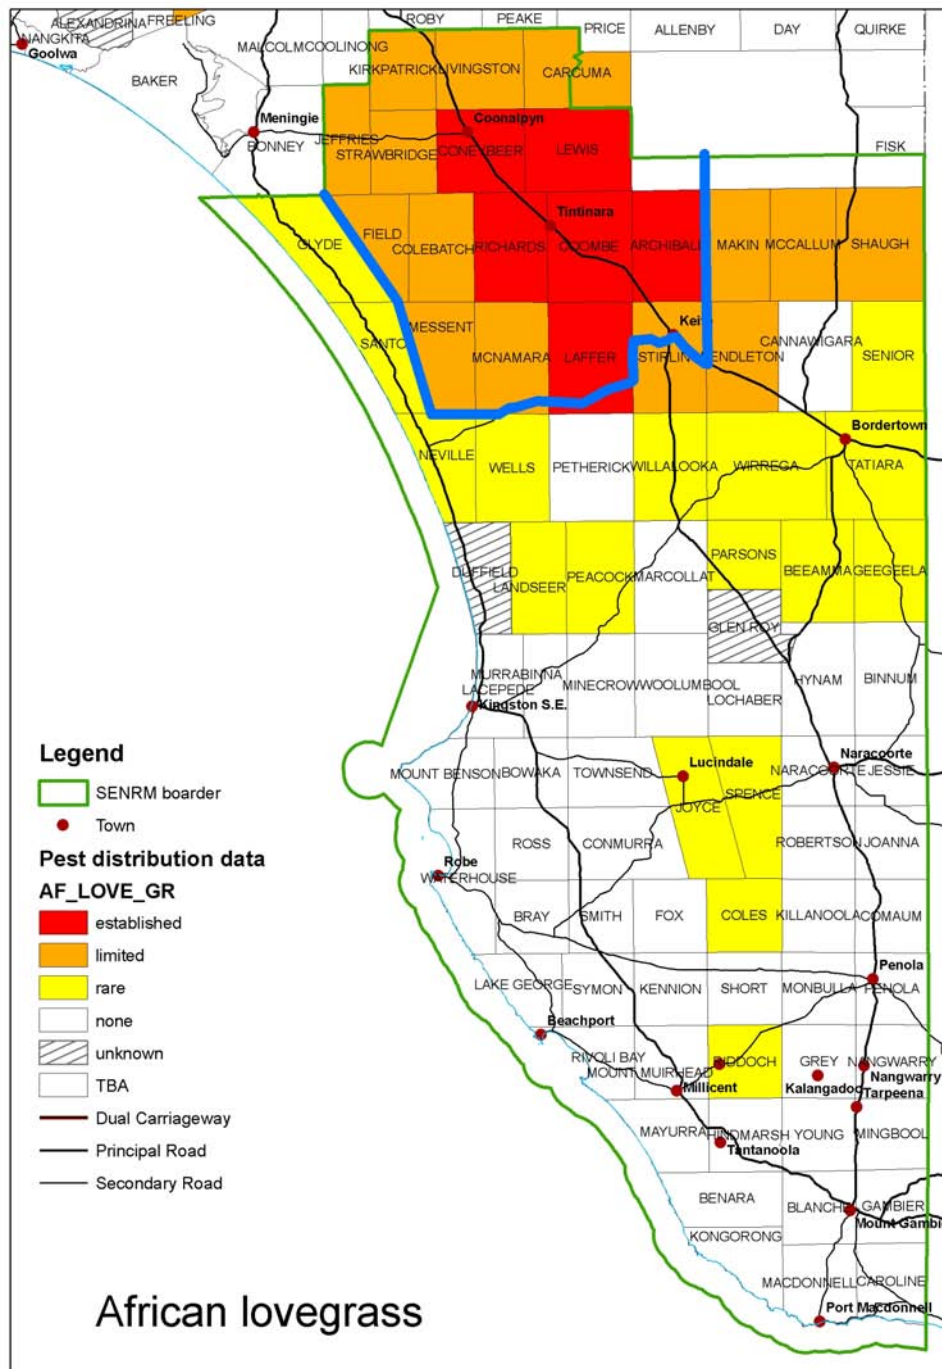 ALEXANDRINA
FREELING
ROBY
PEAKE
PRICE
ALLENBY
DAY
QUIRKE
NANGKITA
Goolwa
MALCOLM
COOLINONG
BAKER
KIRKPATRICK
LIVINGSTON
CARCUMA
Meningie
BONNEY
JEFFRIES
STRAWBRIDGE
Coonalpyn
CONEYBEER
LEWIS
FISK
GLYDE
FIELD
COLEBATCH
Tintinara
RICHARDS
COOMBE
ARCHIBALD
MAKIN
MCCALLUM
SHAUGH
SANTO
MESSENT
MCNAMARA
LAFFER
Keith
STIRLING
PENDLETON
CANNAWIGARA
SENIOR
NEVILLE
WELLS
PETHERICK
WILLALOOKA
WIRREGA
Bordertown
TATIARA
DUFFIELD
LANDSEER
PEACOCK
MARCOLLAT
PARSONS
BEEAMMA
GEEGEELA
GLEN ROY
MURRABINNA
LACEPEDE
Kingston S.E.
MINECROW
WOOLUMBOOL
LOCHABER
HYNAM
BINNUM
Legend
SENRM boarder
Town
Pest distribution data
AF_LOVE_GR
established
limited
rare
none
unknown
TBA
Dual Carriageway
Principal Road
Secondary Road
MOUNT BENSON
BOWAKA
TOWNSEND
Lucindale
JOYCE
SPENCE
Naracoorte
NARACOORTE
JESSIE
ROSS
CONMURRA
ROBERTSON
JOANNA
Robe
WATERHOUSE
BRAY
SMITH
FOX
COLES
KILLANOOLA
COMAUM
LAKE GEORGE
SYMON
KENNION
SHORT
MONBULLA
Penola
PENOLA
Beachport
RIVOLI BAY
MOUNT MUIRHEAD
RIDDOCH
GREY
NANGWARRY
Millicent
Kalangadoo
Nangwarry
Tarpeena
MAYURRA
HINDMARSH
YOUNG
MINGBOOL
Tantanoola
BENARA
BLANCHE
GAMBIER
Mount Gambie
KONGORONG
MACDONNELL
CAROLINE
Port Macdonnell
African lovegrass